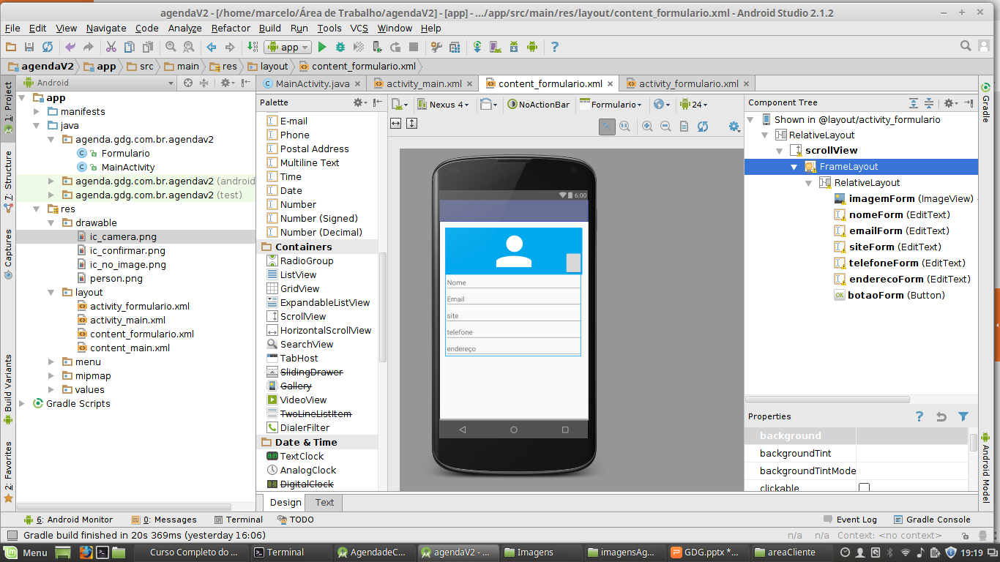 agendaV2 - [/home/marcelo/Área de Trabalho/agendaV2] - [app] - .../app/src/main/res/layout/content_formulario.xml - Android Studio 2.1.2
File Edit View Navigate Code Analyze Refactor Build Run Tools VCS Window Help
app
agendaV2 app src main res layout content_formulario.xml
Android
MainActivity.java activity_main.xml content_formulario.xml activity_formulario.xml
1: Project
7: Structure
Captures
Build Variants
2: Favorites
app
manifests
java
agenda.gdg.com.br.agendav2
Formulario
MainActivity
agenda.gdg.com.br.agendav2 (android
agenda.gdg.com.br.agendav2 (test)
res
drawable
ic_camera.png
ic_confirmar.png
ic_no_image.png
person.png
layout
activity_formulario.xml
activity_main.xml
content_formulario.xml
content_main.xml
menu
mipmap
values
Gradle Scripts
Palette
E-mail
Phone
Postal Address
Multiline Text
Time
Date
Number
Number (Signed)
Number (Decimal)
Containers
RadioGroup
ListView
GridView
ExpandableListView
ScrollView
HorizontalScrollView
SearchView
TabHost
SlidingDrawer
Gallery
VideoView
TwoLineListItem
DialerFilter
Date & Time
TextClock
AnalogClock
DigitalClock
Nexus 4 NoActionBar Formulario 24
6:00
Nome
Email
site
telefone
endereço
Component Tree
Shown in @layout/activity_formulario
RelativeLayout
scrollView
FrameLayout
RelativeLayout
imagemForm (ImageView) -
nomeForm (EditText)
emailForm (EditText)
siteForm (EditText)
telefoneForm (EditText)
enderecoForm (EditText)
OK botaoForm (Button)
Properties
background
backgroundTint
backgroundTintMode
clickable
Gradle
Android Model
Design Text
6: Android Monitor 0: Messages Terminal TODO Event Log Gradle Console
Gradle build finished in 20s 369ms (yesterday 16:06) n/a n/a Context: <no context>
Menu Curso Completo do ... Terminal AgendadeC... agendaV2 - ... Imagens imagensAg... GDG.pptx *... areaCliente 19:19